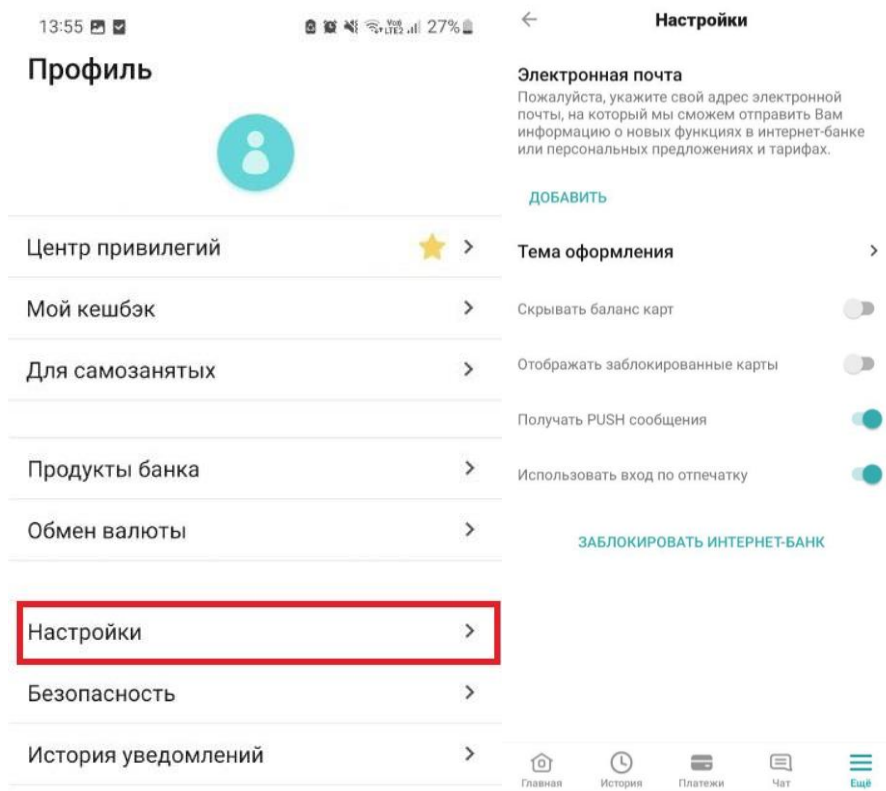 13:55
Vo))
LTE2
27%
Профиль
Центр привилегий
Мой кешбэк
Для самозанятых
Продукты банка
Обмен валюты
Настройки
Безопасность
История уведомлений
Настройки
Электронная почта
Пожалуйста, укажите свой адрес электронной
почты, на который мы сможем отправить Вам
информацию о новых функциях в интернет-банке
или персональных предложениях и тарифах.
ДОБАВИТЬ
Тема оформления
Скрывать баланс карт
Отображать заблокированные карты
Получать PUSH сообщения
Использовать вход по отпечатку
ЗАБЛОКИРОВАТЬ ИНТЕРНЕТ-БАНК
Главная
История
Платежи
Чат
Ещё